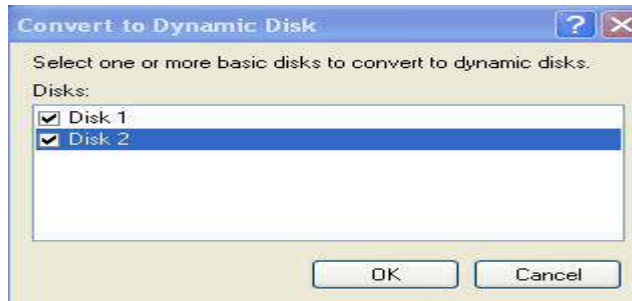 Convert to Dynamic Disk
Select one or more basic disks to convert to dynamic disks.
Disks:
Disk 1
Disk 2
OK Cancel